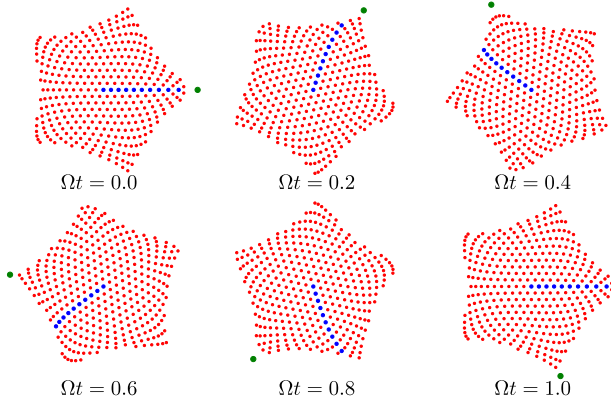 Ωt = 0.0
Ωt = 0.2
Ωt = 0.4
Ωt = 0.6
Ωt = 0.8
Ωt = 1.0